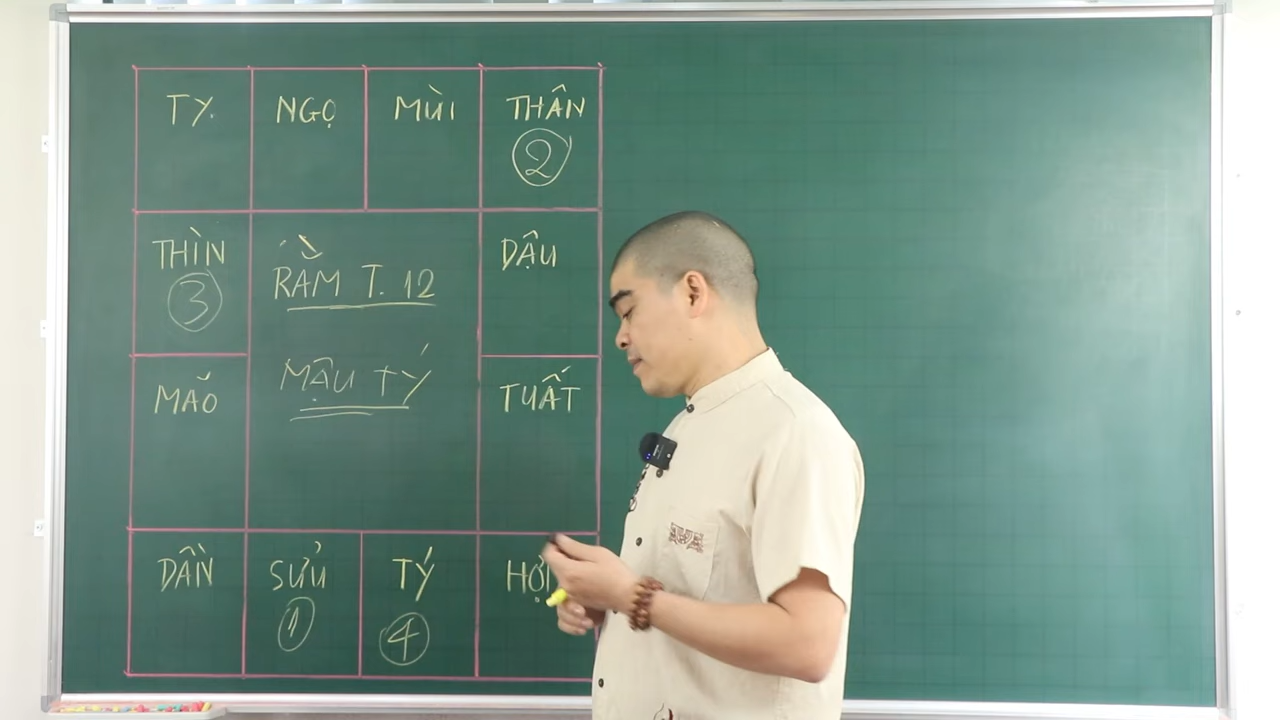 TỴ
NGỌ
MÙI
THÂN
2
THÌN
3
RẰM T. 12
DẬU
MẬU TÝ
MÃO
TUẤT
DẦN
SỬU
1
TÝ
4
HỢI